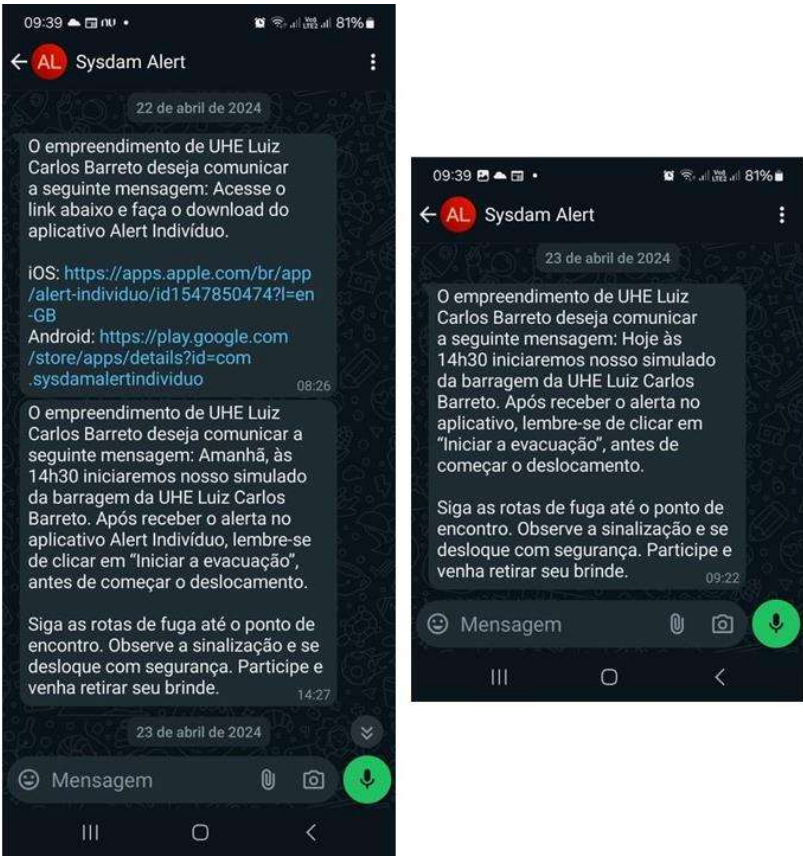 09:39
81%
AL Sysdam Alert
22 de abril de 2024
O empreendimento de UHE Luiz
Carlos Barreto deseja comunicar
a seguinte mensagem: Acesse o
link abaixo e faça o download do
aplicativo Alert Indivíduo.
iOS: https://apps.apple.com/br/app
/alert-individuo/id1547850474?l=en
-GB
Android: https://play.google.com
/store/apps/details?id=com
.sysdamalertindividuo
08:26
O empreendimento de UHE Luiz
Carlos Barreto deseja comunicar a
seguinte mensagem: Amanhã, às
14h30 iniciaremos nosso simulado
da barragem da UHE Luiz Carlos
Barreto. Após receber o alerta no
aplicativo Alert Indivíduo, lembre-se
de clicar em “Iniciar a evacuação”,
antes de começar o deslocamento.
Siga as rotas de fuga até o ponto de
encontro. Observe a sinalização e se
desloque com segurança. Participe e
venha retirar seu brinde.
14:27
23 de abril de 2024
Mensagem
09:39
81%
AL Sysdam Alert
23 de abril de 2024
O empreendimento de UHE Luiz
Carlos Barreto deseja comunicar
a seguinte mensagem: Hoje às
14h30 iniciaremos nosso simulado
da barragem da UHE Luiz Carlos
Barreto. Após receber o alerta no
aplicativo, lembre-se de clicar em
“Iniciar a evacuação”, antes de
começar o deslocamento.
Siga as rotas de fuga até o ponto de
encontro. Observe a sinalização e se
desloque com segurança. Participe e
venha retirar seu brinde.
09:22
Mensagem